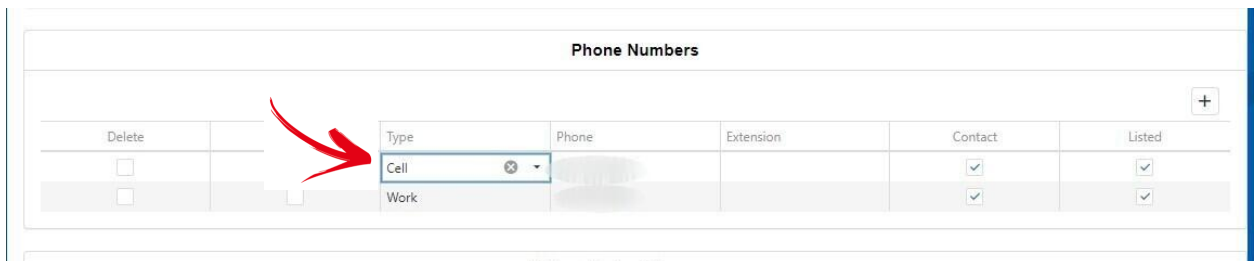 Phone Numbers
+
Delete Type Phone Extension Contact Listed
Cell
Work